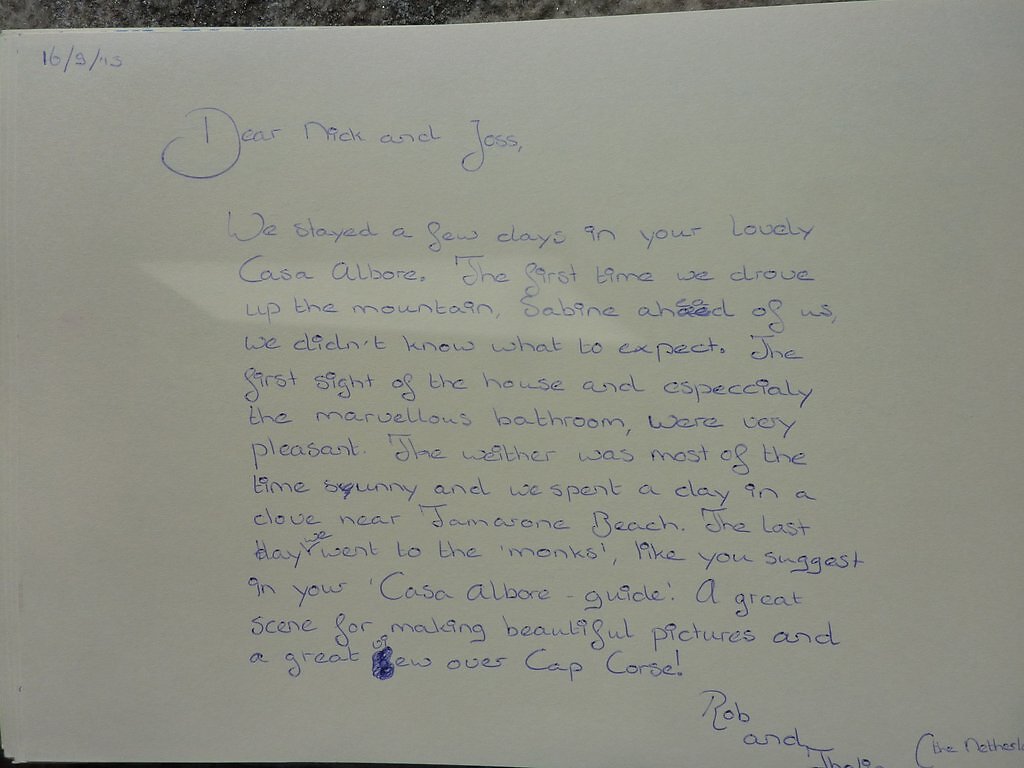 16/9/'13
Dear Nick and Joss,
We stayed a few days in your lovely
Casa Albore. The first time we drove
up the mountain, Sabine ahead of us,
we didn't know what to expect. The
first sight of the house and especcialy
the marvellous bathroom, were very
pleasant. The weither was most of the
time sunny and we spent a day in a
clove near Tamarone Beach. The last
day we went to the 'monks', like you suggest
in your 'Casa Albore - guide'. A great
scene for making beautiful pictures and
a great view over Cap Corse!
Rob
and
(the Netherl